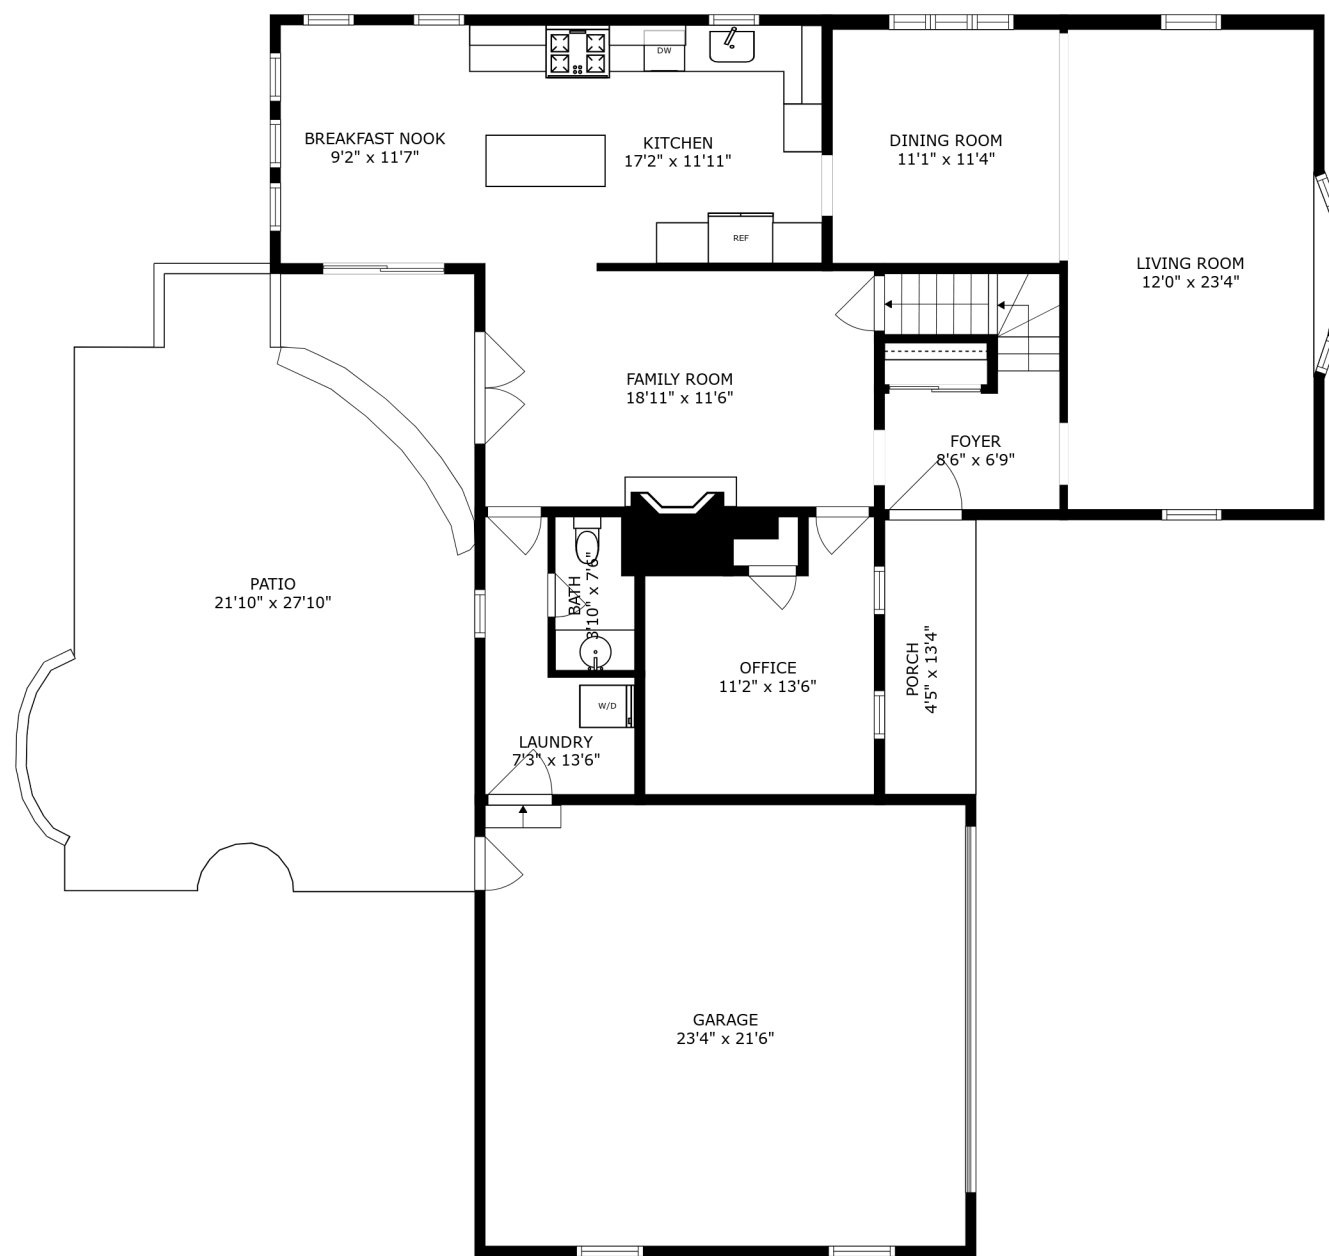 DW
BREAKFAST NOOK
9'2" x 11'7"
KITCHEN
17'2" x 11'11"
DINING ROOM
11'1" x 11'4"
REF
LIVING ROOM
12'0" x 23'4"
FAMILY ROOM
18'11" x 11'6"
FOYER
8'6" x 6'9"
PATIO
21'10" x 27'10"
BATH
3'10" x 7'6"
OFFICE
11'2" x 13'6"
PORCH
4'5" x 13'4"
W/D
LAUNDRY
7'3" x 13'6"
GARAGE
23'4" x 21'6"